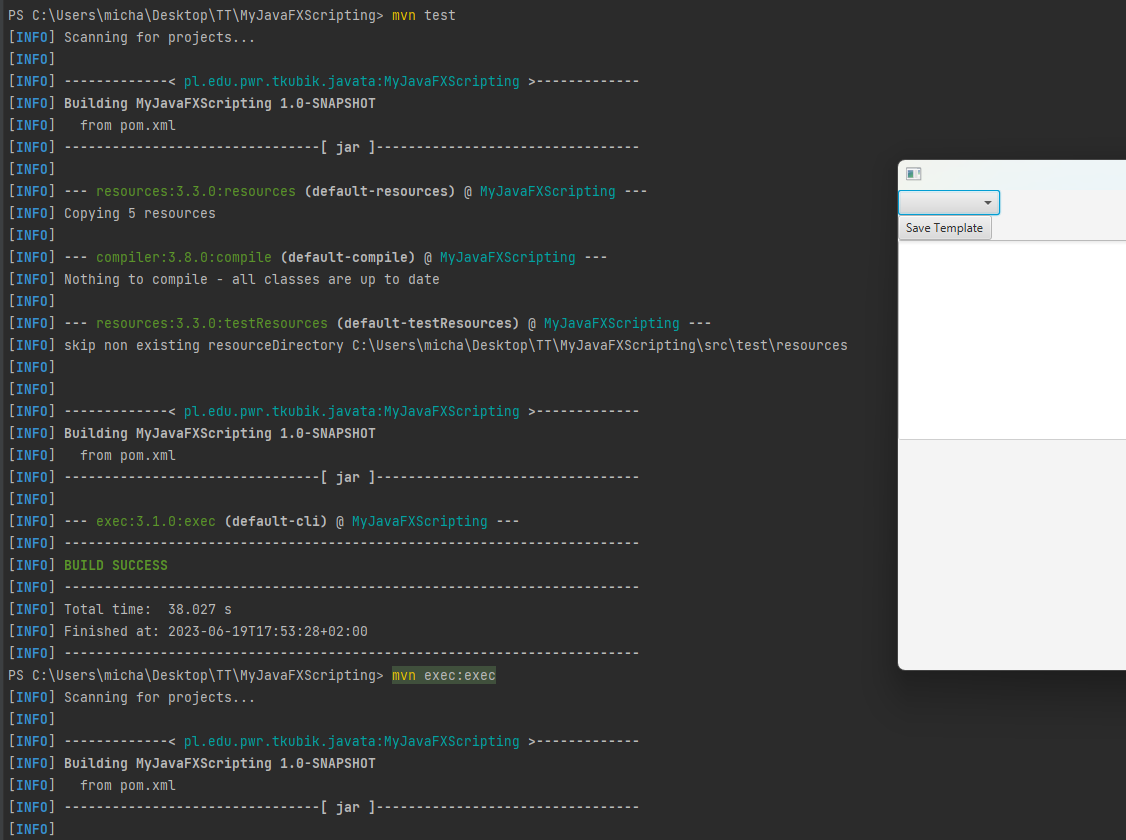 PS C:\Users\micha\Desktop\TT\MyJavaFXScripting> mvn test
[INFO] Scanning for projects...
[INFO]
[INFO] -------------< pl.edu.pwr.tkubik.javata:MyJavaFXScripting >-------------
[INFO] Building MyJavaFXScripting 1.0-SNAPSHOT
[INFO]   from pom.xml
[INFO] --------------------------------[ jar ]---------------------------------
[INFO]
[INFO] --- resources:3.3.0:resources (default-resources) @ MyJavaFXScripting ---
[INFO] Copying 5 resources
[INFO]
[INFO] --- compiler:3.8.0:compile (default-compile) @ MyJavaFXScripting ---
[INFO] Nothing to compile - all classes are up to date
[INFO]
[INFO] --- resources:3.3.0:testResources (default-testResources) @ MyJavaFXScripting ---
[INFO] skip non existing resourceDirectory C:\Users\micha\Desktop\TT\MyJavaFXScripting\src\test\resources
[INFO]
[INFO]
[INFO] -------------< pl.edu.pwr.tkubik.javata:MyJavaFXScripting >-------------
[INFO] Building MyJavaFXScripting 1.0-SNAPSHOT
[INFO]   from pom.xml
[INFO] --------------------------------[ jar ]---------------------------------
[INFO]
[INFO] --- exec:3.1.0:exec (default-cli) @ MyJavaFXScripting ---
[INFO] ------------------------------------------------------------------------
[INFO] BUILD SUCCESS
[INFO] ------------------------------------------------------------------------
[INFO] Total time:  38.027 s
[INFO] Finished at: 2023-06-19T17:53:28+02:00
[INFO] ------------------------------------------------------------------------
PS C:\Users\micha\Desktop\TT\MyJavaFXScripting> mvn exec:exec
[INFO] Scanning for projects...
[INFO]
[INFO] -------------< pl.edu.pwr.tkubik.javata:MyJavaFXScripting >-------------
[INFO] Building MyJavaFXScripting 1.0-SNAPSHOT
[INFO]   from pom.xml
[INFO] --------------------------------[ jar ]---------------------------------
[INFO]
Save Template